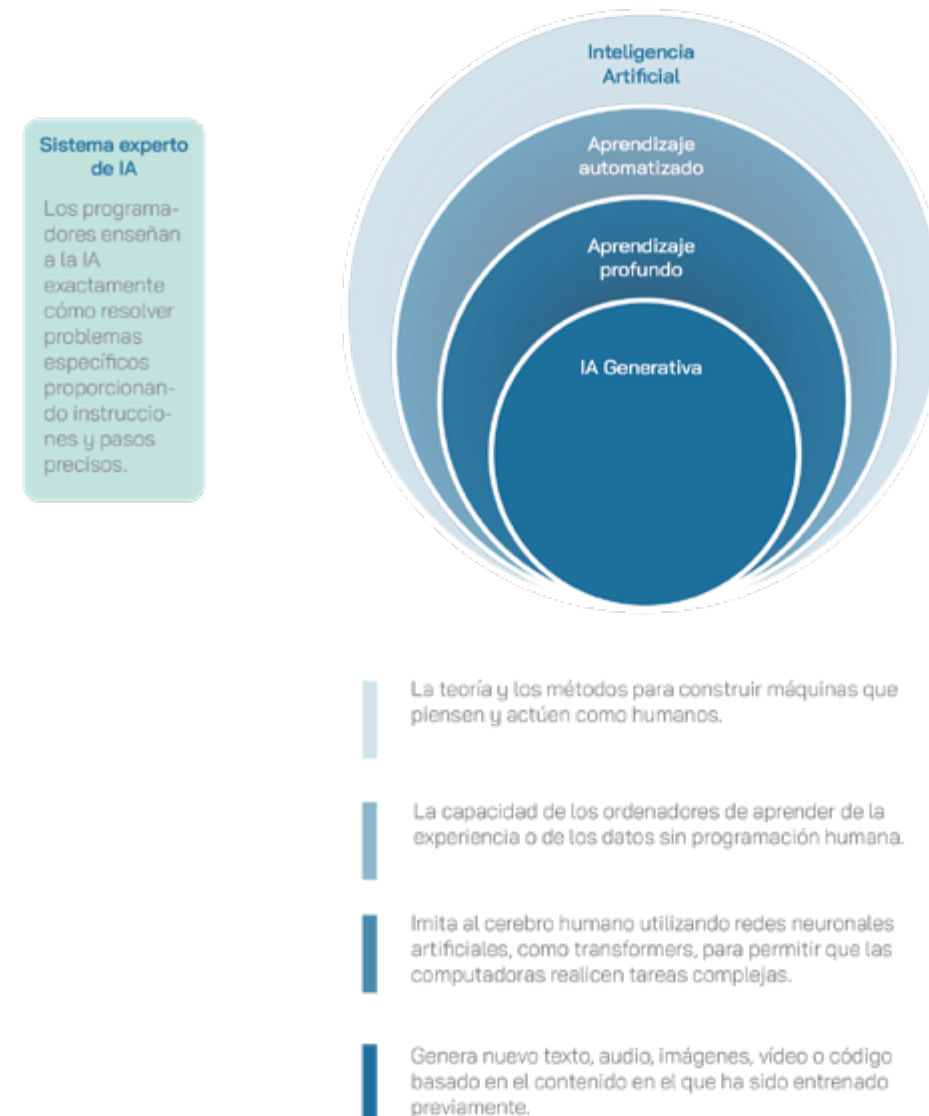 Sistema experto
de IA
Los programa-
dores enseñan
a la IA
exactamente
cómo resolver
problemas
específicos
proporcionan-
do instruccio-
nes y pasos
precisos.
Inteligencia
Artificial
Aprendizaje
automatizado
Aprendizaje
profundo
IA Generativa
La teoría y los métodos para construir máquinas que
piensen y actúen como humanos.
La capacidad de los ordenadores de aprender de la
experiencia o de los datos sin programación humana.
Imita al cerebro humano utilizando redes neuronales
artificiales, como transformers, para permitir que las
computadoras realicen tareas complejas.
Genera nuevo texto, audio, imágenes, vídeo o código
basado en el contenido en el que ha sido entrenado
previamente.